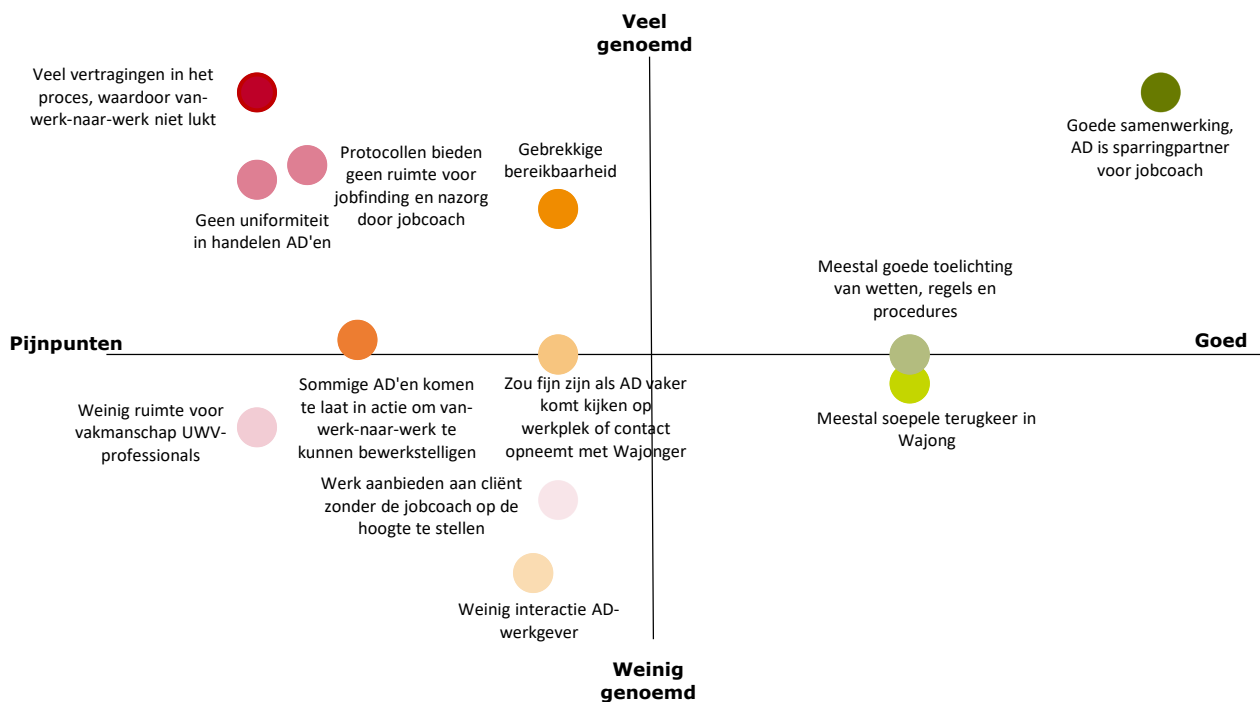 Veel
genoemd
Veel vertragingen in het
proces, waardoor van-
werk-naar-werk niet lukt
Goede samenwerking,
AD is sparringpartner
voor jobcoach
Protocollen bieden
geen ruimte voor
jobfinding en nazorg
door jobcoach
Gebrekkige
bereikbaarheid
Geen uniformiteit
in handelen AD'en
Meestal goede toelichting
van wetten, regels en
procedures
Pijnpunten
Goed
Sommige AD'en komen
te laat in actie om van-
werk-naar-werk te
kunnen bewerkstelligen
Zou fijn zijn als AD vaker
komt kijken op
werkplek of contact
opneemt met Wajonger
Weinig ruimte voor
vakmanschap UWV-
professionals
Meestal soepele terugkeer in
Wajong
Werk aanbieden aan cliënt
zonder de jobcoach op de
hoogte te stellen
Weinig interactie AD-
werkgever
Weinig
genoemd